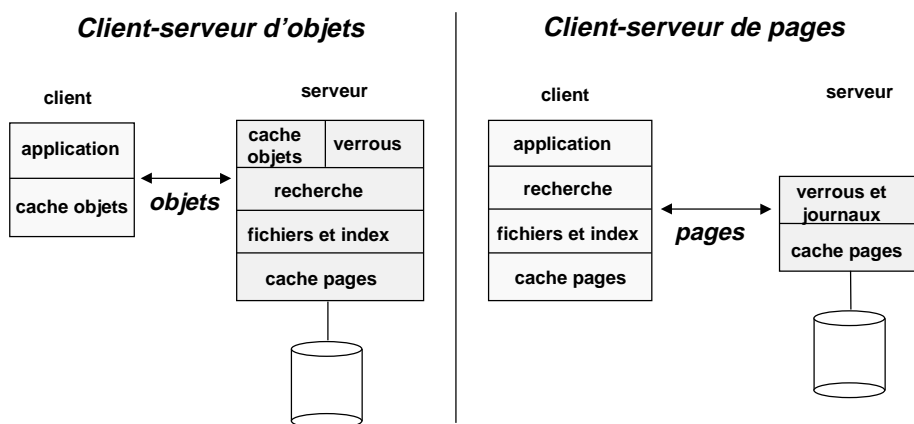 Client-serveur d'objets
client
serveur
application
cache objets
objets
cache
objets
verrous
recherche
fichiers et index
cache pages
Client-serveur de pages
client
serveur
application
recherche
fichiers et index
cache pages
pages
verrous et
journaux
cache pages